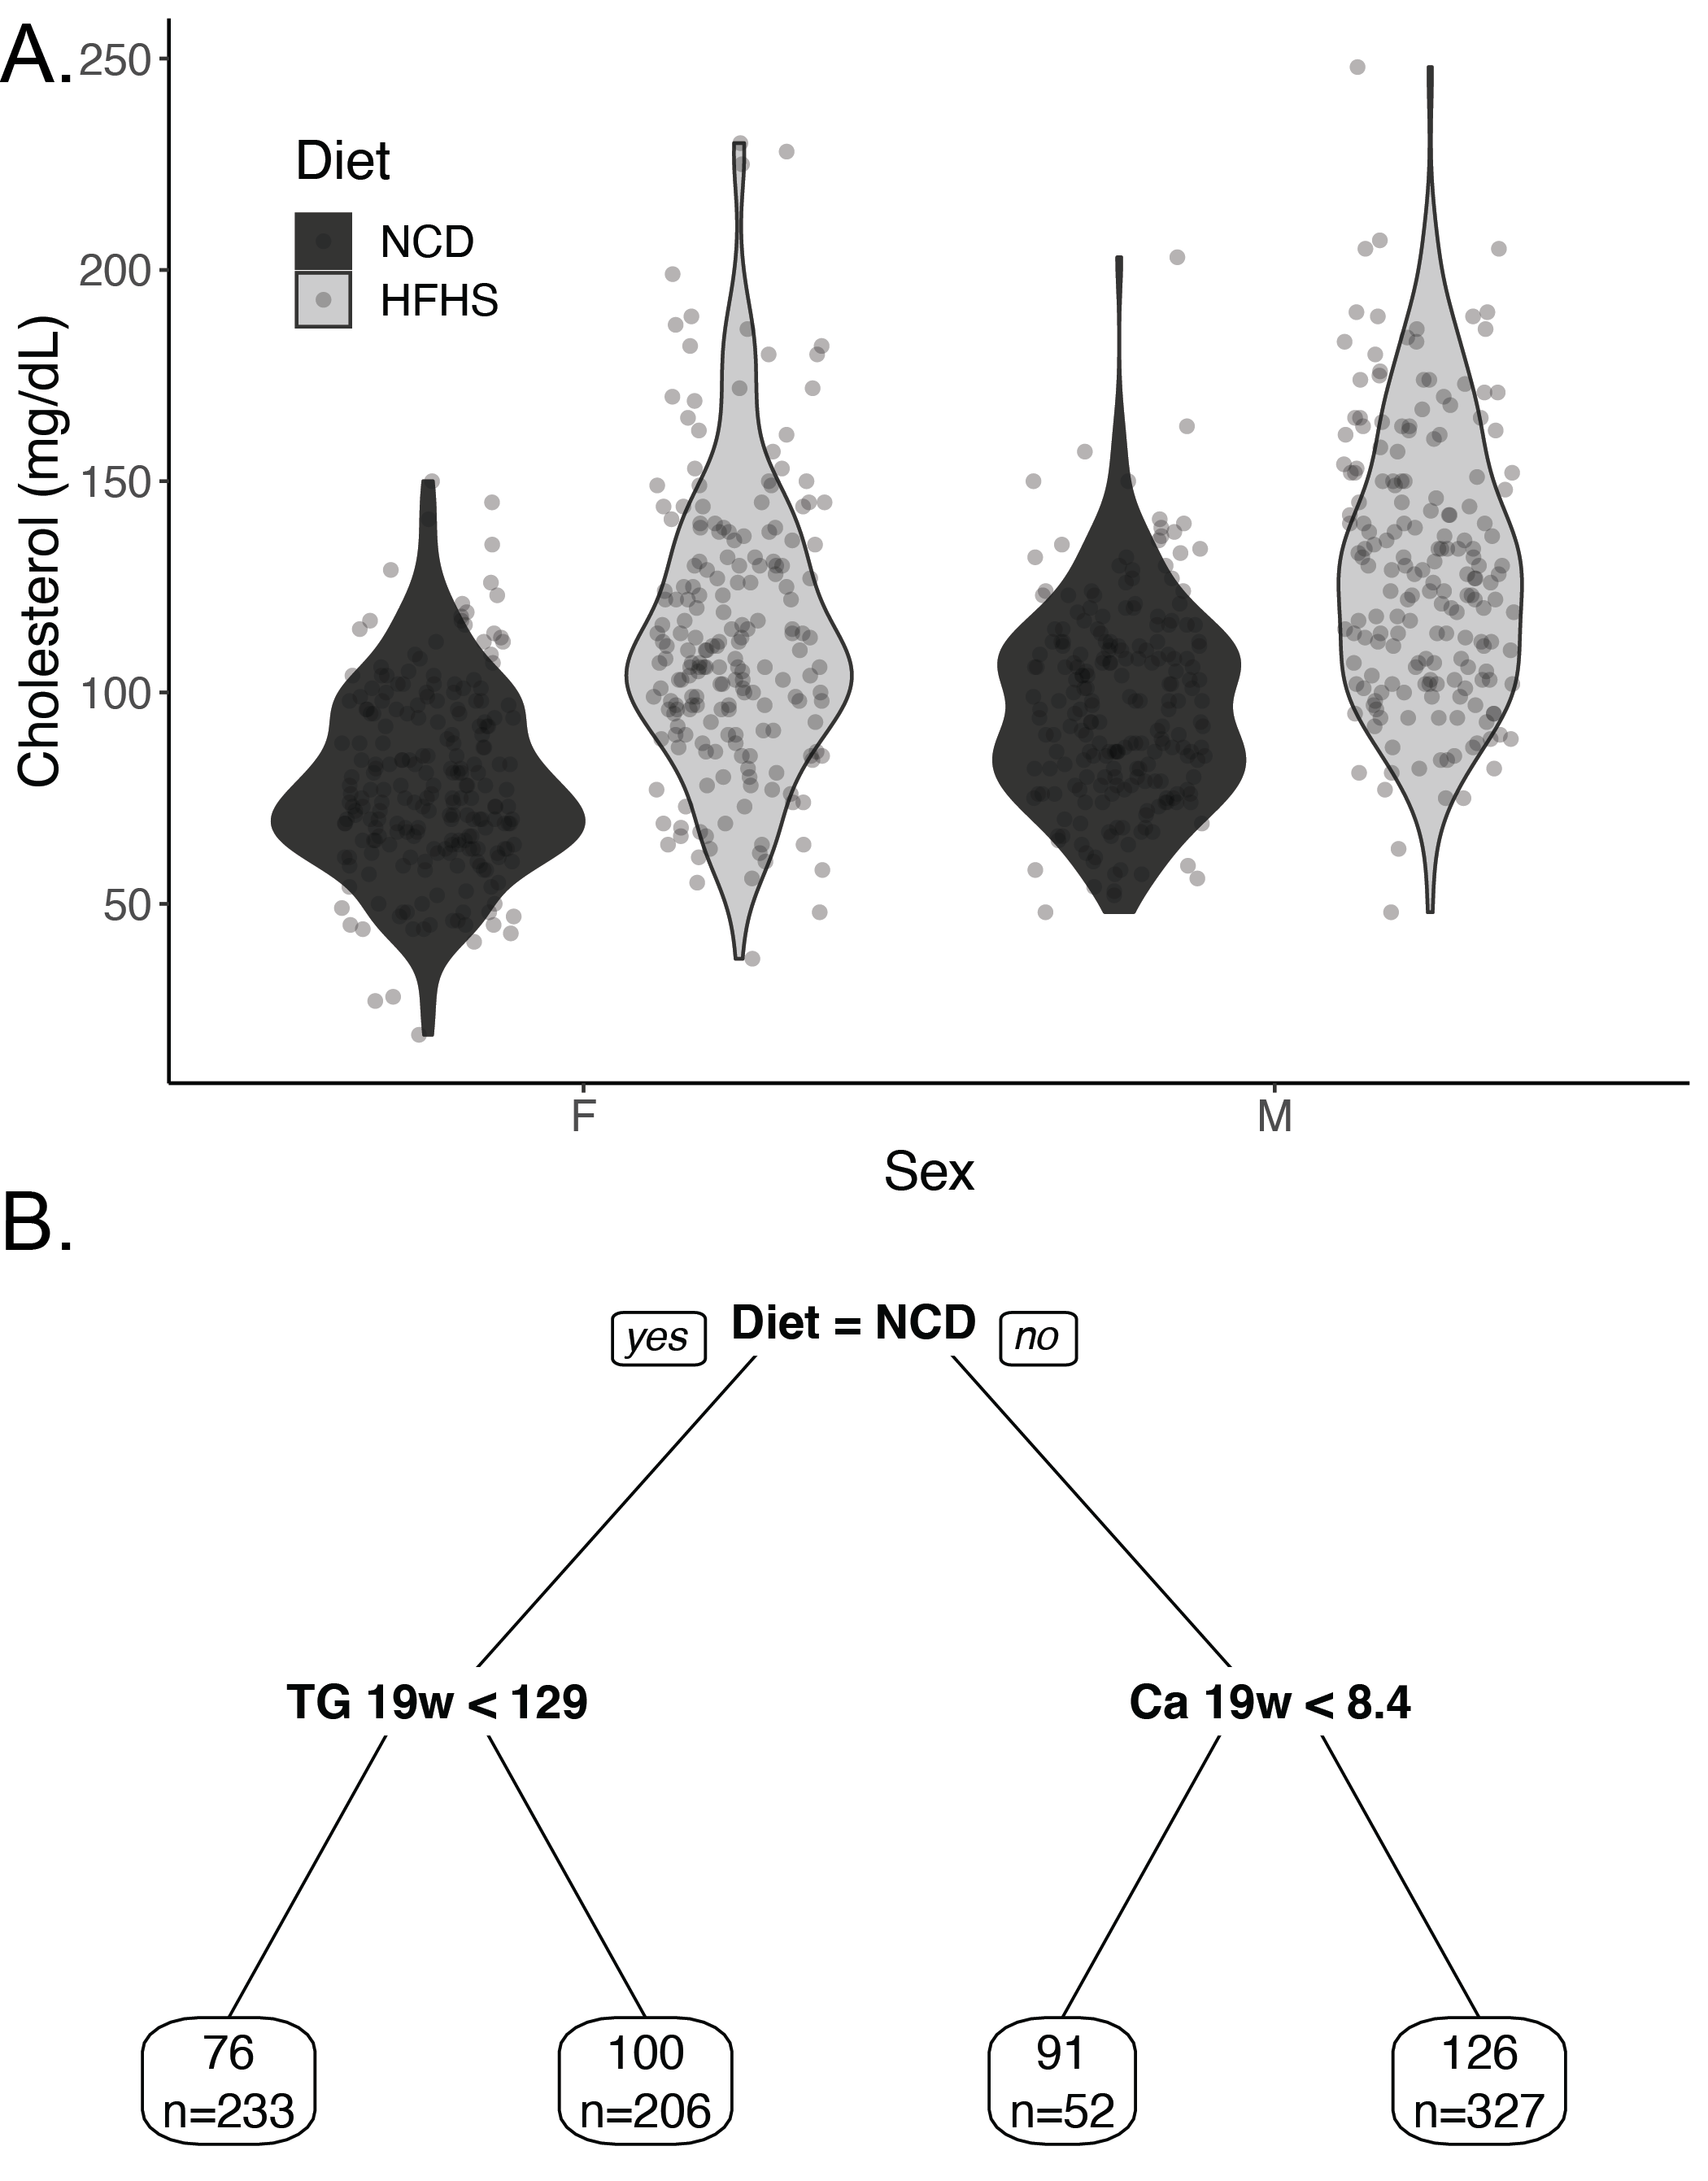 A.
250
200
150
100
50
Cholesterol (mg/dL)
Diet
NCD
HFHS
F
M
Sex
B.
yes
Diet = NCD
no
TG 19w < 129
Ca 19w < 8.4
76
n=233
100
n=206
91
n=52
126
n=327